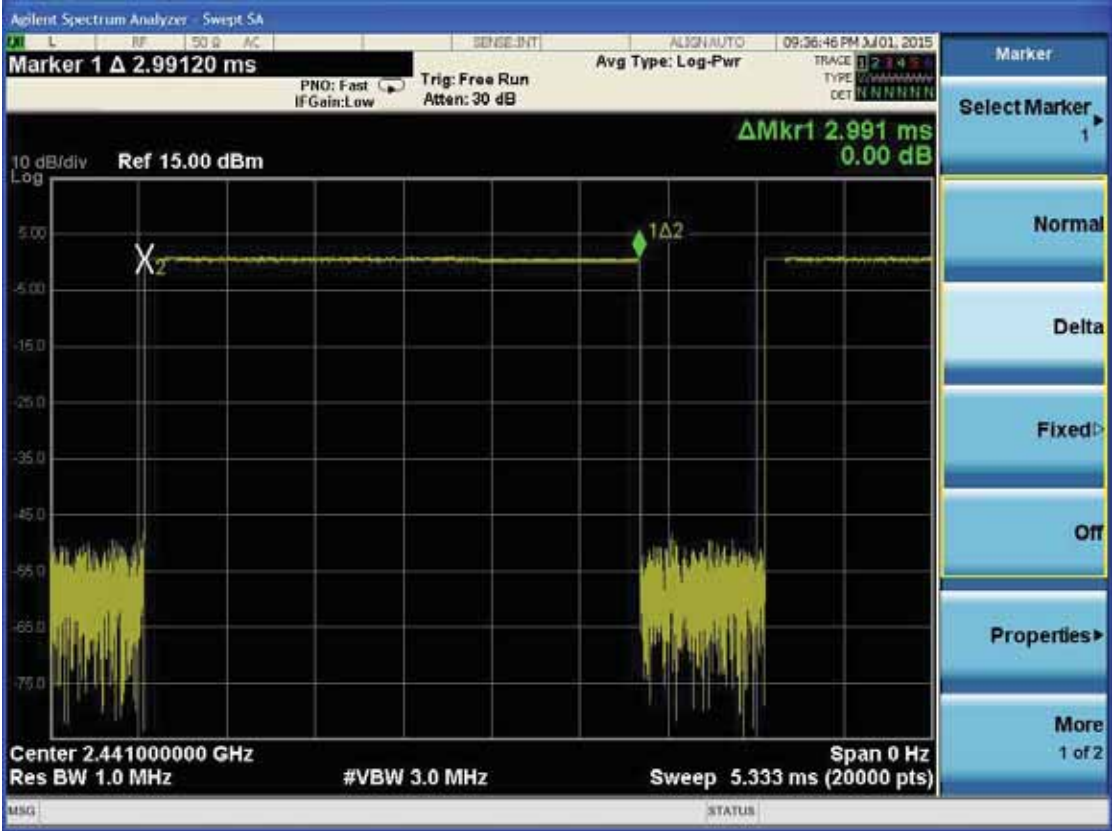 Agilent Spectrum Analyzer - Swept SA
L RF 50 Ω AC SENSE:INT ALIGNAUTO 09:36:46 PM Jul 01, 2015
Marker 1 Δ 2.99120 ms
PNO: Fast
IFGain:Low
Trig: Free Run
Atten: 30 dB
Avg Type: Log-Pwr
TRACE 1 2 3 4 5 6
TYPE
DET N N N N N N
ΔMkr1 2.991 ms
0.00 dB
10 dB/div Ref 15.00 dBm
Log
5.00
-5.00
-15.0
-25.0
-35.0
-45.0
-55.0
-65.0
-75.0
X2
1Δ2
Center 2.441000000 GHz
Res BW 1.0 MHz
#VBW 3.0 MHz
Span 0 Hz
Sweep 5.333 ms (20000 pts)
MSG
STATUS
Marker
Select Marker
1
Normal
Delta
Fixed
Off
Properties
More
1 of 2